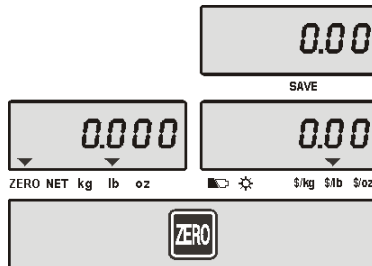 0.00
SAVE
0.000 0.00
ZERO NET kg lb oz $/kg $/lb $/oz
ZERO